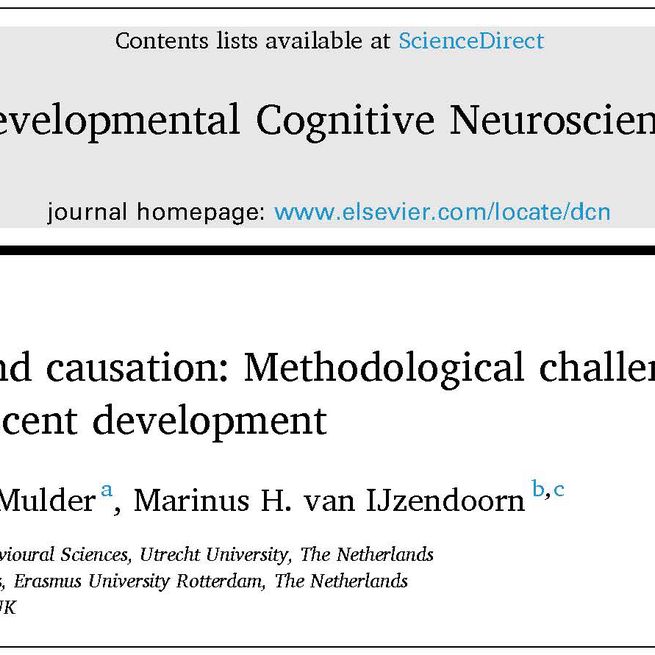 Contents lists available at ScienceDirect
evelopmental Cognitive Neuroscien
journal homepage: www.elsevier.com/locate/dcn
nd causation: Methodological challen
cent development
Mulder a, Marinus H. van IJzendoorn b,c
vioural Sciences, Utrecht University, The Netherlands
s, Erasmus University Rotterdam, The Netherlands
UK